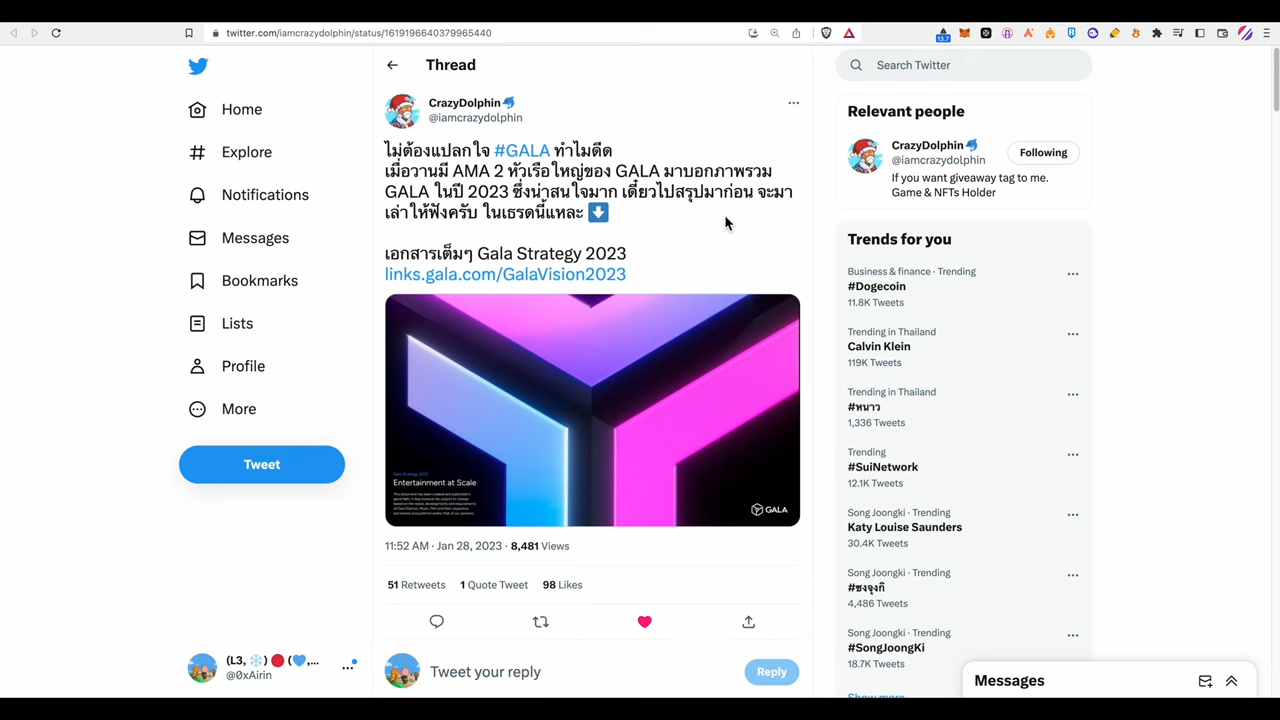 twitter.com/iamcrazydolphin/status/1619196640379965440
13.7
Home
Explore
Notifications
Messages
Bookmarks
Lists
Profile
More
Tweet
(L3, ❄️) 🔴 (💙,...
@0xAirin
Thread
CrazyDolphin🐬
@iamcrazydolphin
ไม่ต้องแปลกใจ #GALA ทำไมดีด
เมื่อวานมี AMA 2 หัวเรือใหญ่ของ GALA มาบอกภาพรวม
GALA ในปี 2023 ซึ่งน่าสนใจมาก เดี๋ยวไปสรุปมาก่อน จะมา
เล่าให้ฟังครับ ในเธรดนี้แหละ ⬇️
เอกสารเต็มๆ Gala Strategy 2023
links.gala.com/GalaVision2023
Gala Strategy 2023
Entertainment at Scale
GALA
11:52 AM · Jan 28, 2023 · 8,481 Views
51 Retweets 1 Quote Tweet 98 Likes
Tweet your reply
Reply
Search Twitter
Relevant people
CrazyDolphin🐬
@iamcrazydolphin
Following
If you want giveaway tag to me.
Game & NFTs Holder
Trends for you
Business & finance · Trending
#Dogecoin
11.8K Tweets
Trending in Thailand
Calvin Klein
119K Tweets
Trending in Thailand
#หนาว
1,336 Tweets
Trending
#SuiNetwork
12.1K Tweets
Song Joongki · Trending
Katy Louise Saunders
30.4K Tweets
Song Joongki · Trending
#ซงจุงกิ
4,486 Tweets
Song Joongki · Trending
#SongJoongKi
18.7K Tweets
Show more
Messages